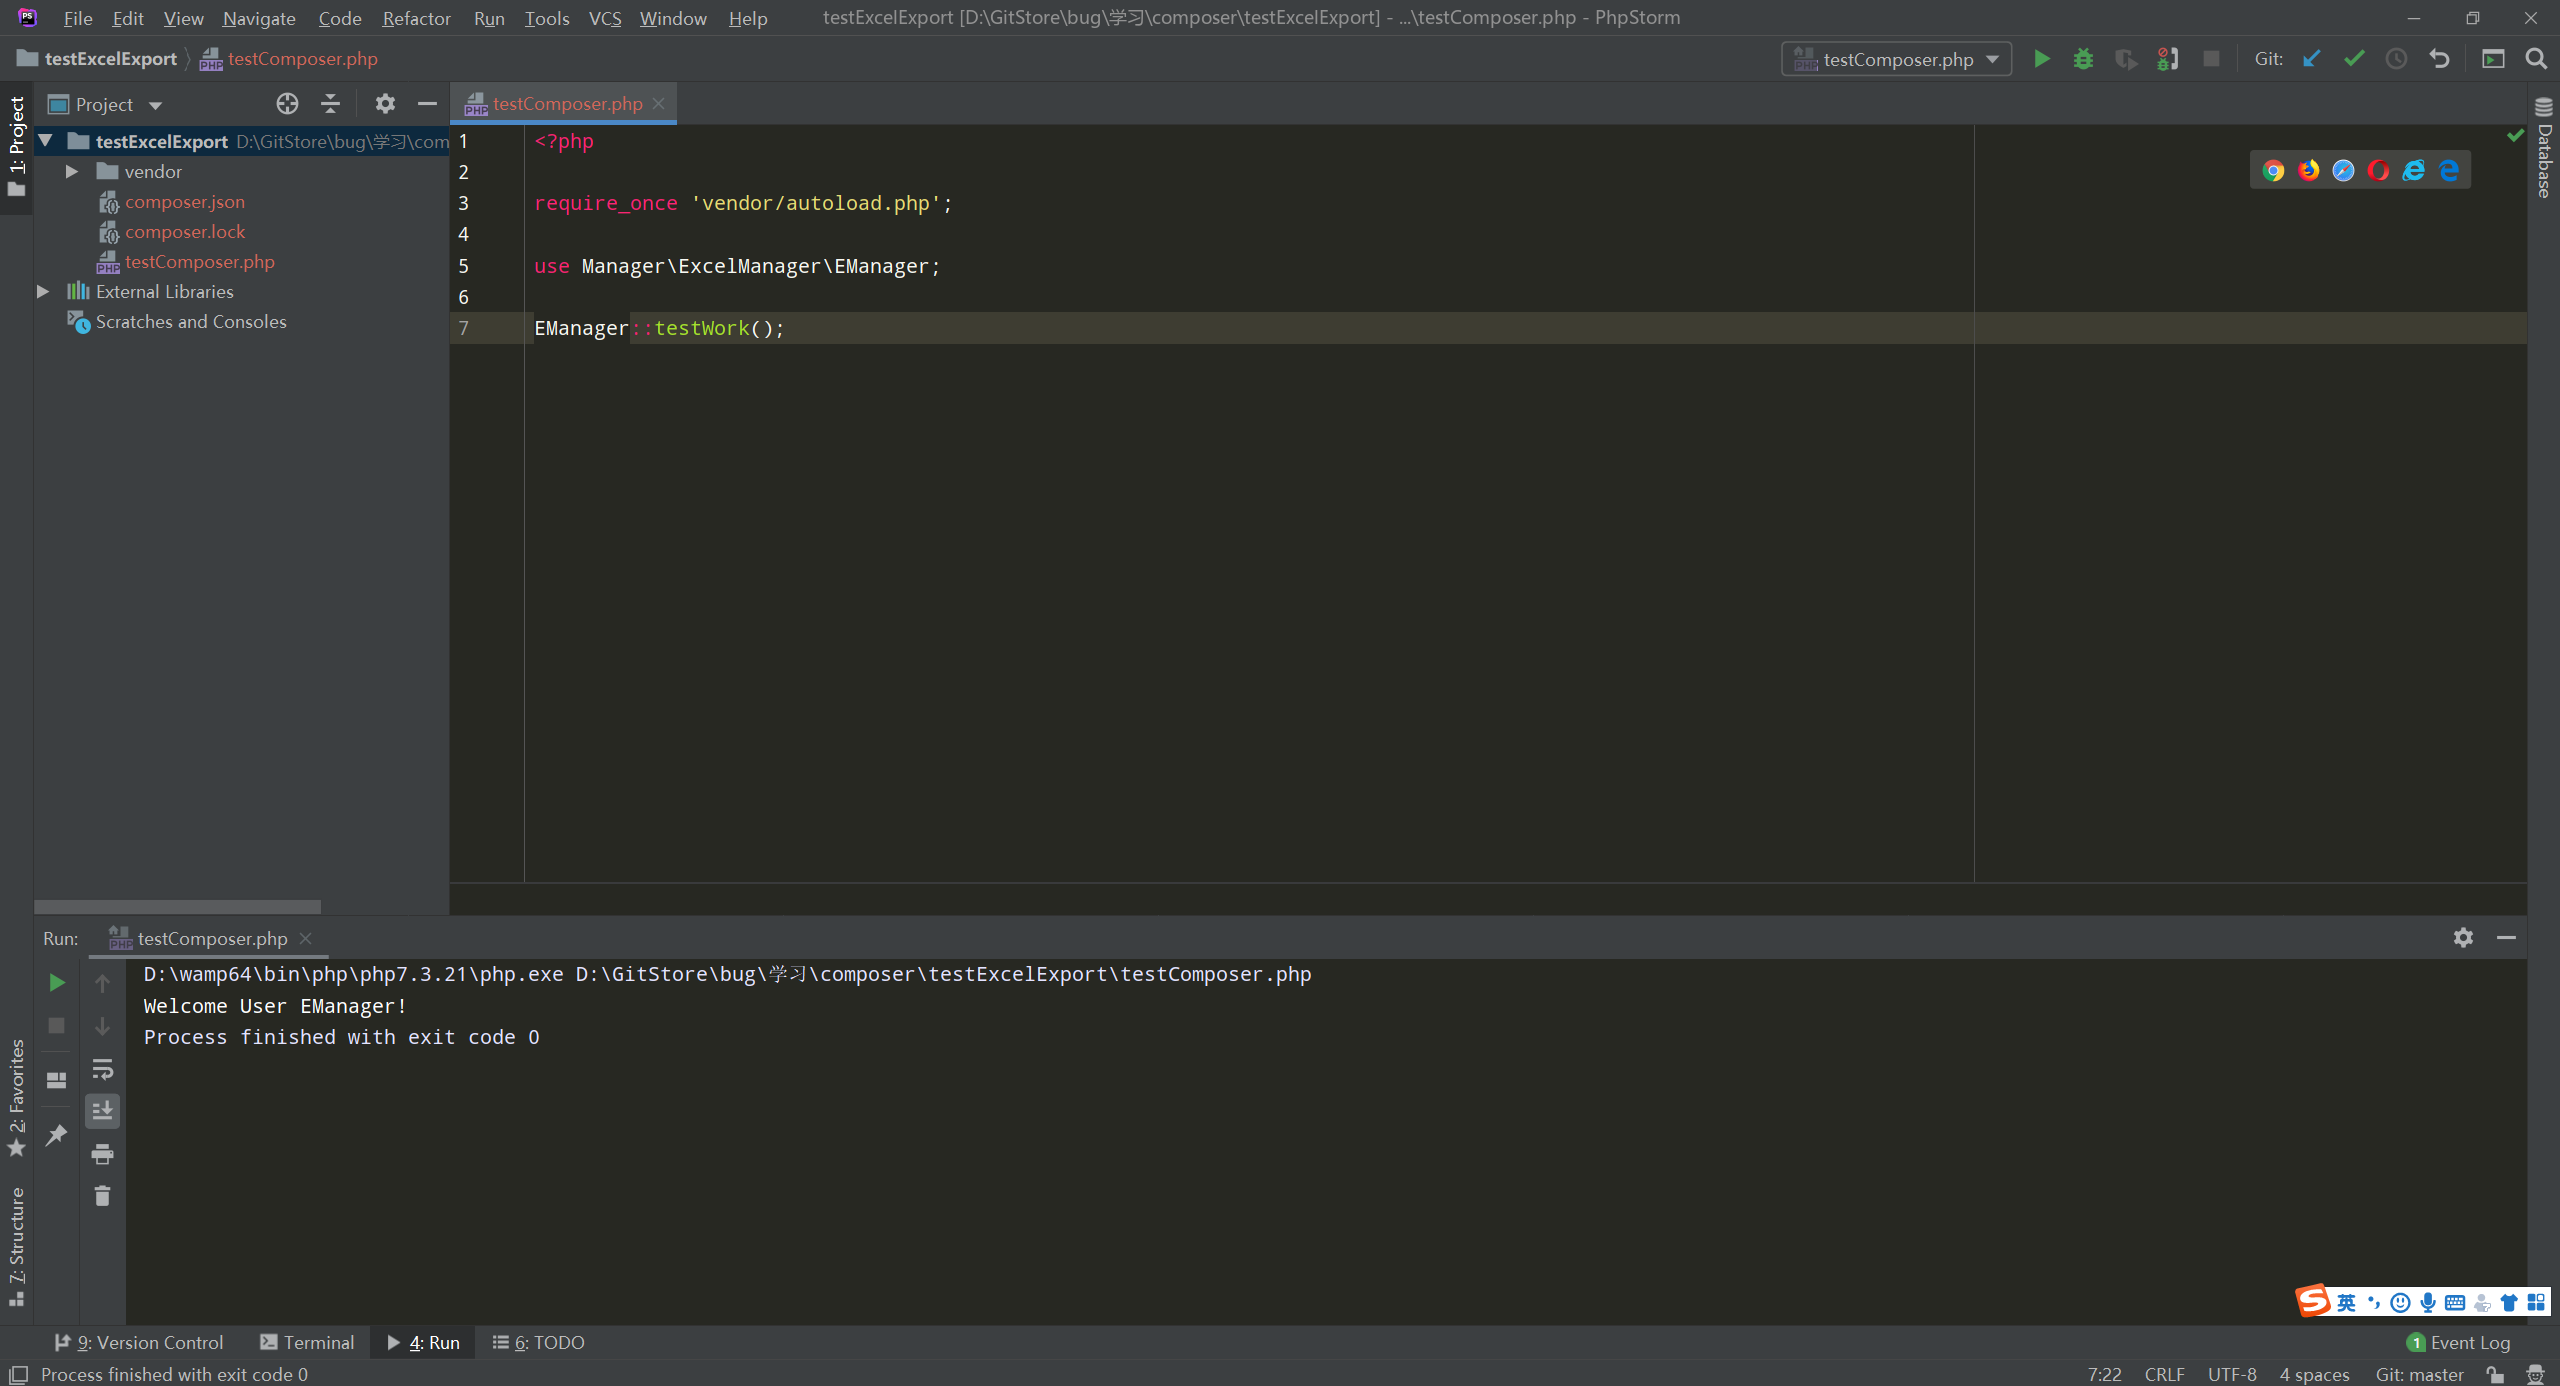 File Edit View Navigate Code Refactor Run Tools VCS Window Help testExcelExport [D:\GitStore\bug\学习\composer\testExcelExport] - ...\testComposer.php - PhpStorm
testExcelExport testComposer.php
testComposer.php Git:
1: Project
Project
testExcelExport D:\GitStore\bug\学习\com
vendor
composer.json
composer.lock
testComposer.php
External Libraries
Scratches and Consoles
testComposer.php
1 <?php
2
3 require_once 'vendor/autoload.php';
4
5 use Manager\ExcelManager\EManager;
6
7 EManager::testWork();
Database
Run: testComposer.php
D:\wamp64\bin\php\php7.3.21\php.exe D:\GitStore\bug\学习\composer\testExcelExport\testComposer.php
Welcome User EManager!
Process finished with exit code 0
2: Favorites
7: Structure
英
9: Version Control Terminal 4: Run 6: TODO 1 Event Log
Process finished with exit code 0 7:22 CRLF UTF-8 4 spaces Git: master